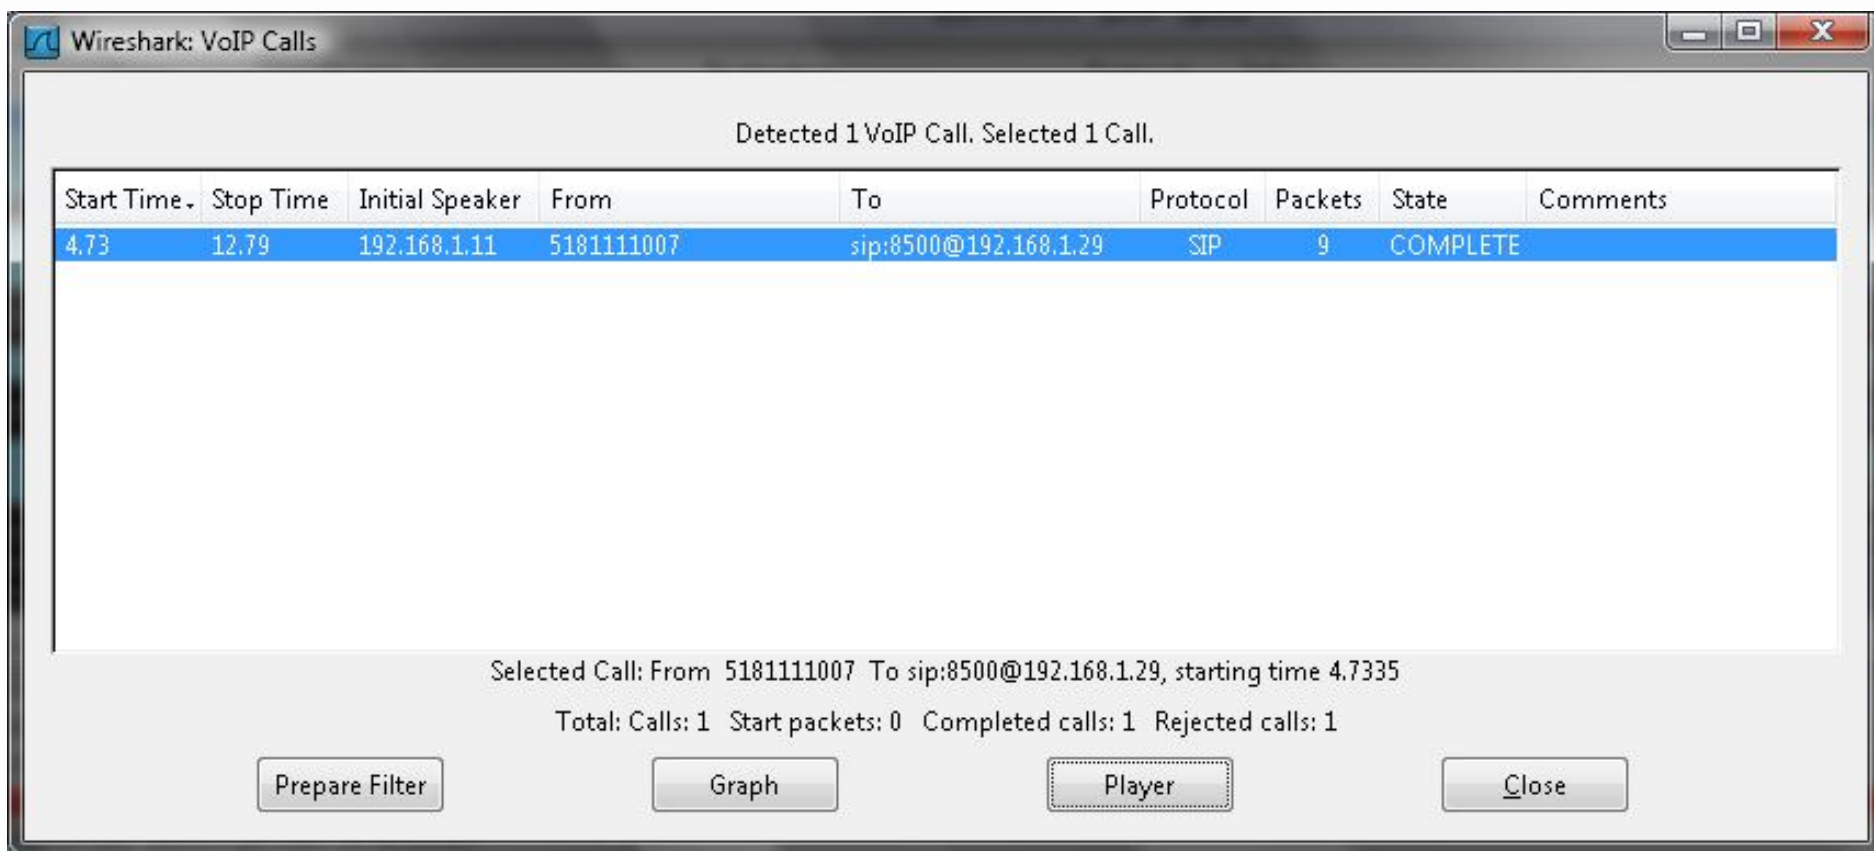 Wireshark: VoIP Calls
Detected 1 VoIP Call. Selected 1 Call.
Start Time Stop Time Initial Speaker From To Protocol Packets State Comments
4.73 12.79 192.168.1.11 5181111007 sip:8500@192.168.1.29 SIP 9 COMPLETE
Selected Call: From 5181111007 To sip:8500@192.168.1.29, starting time 4.7335
Total: Calls: 1 Start packets: 0 Completed calls: 1 Rejected calls: 1
Prepare Filter Graph Player Close